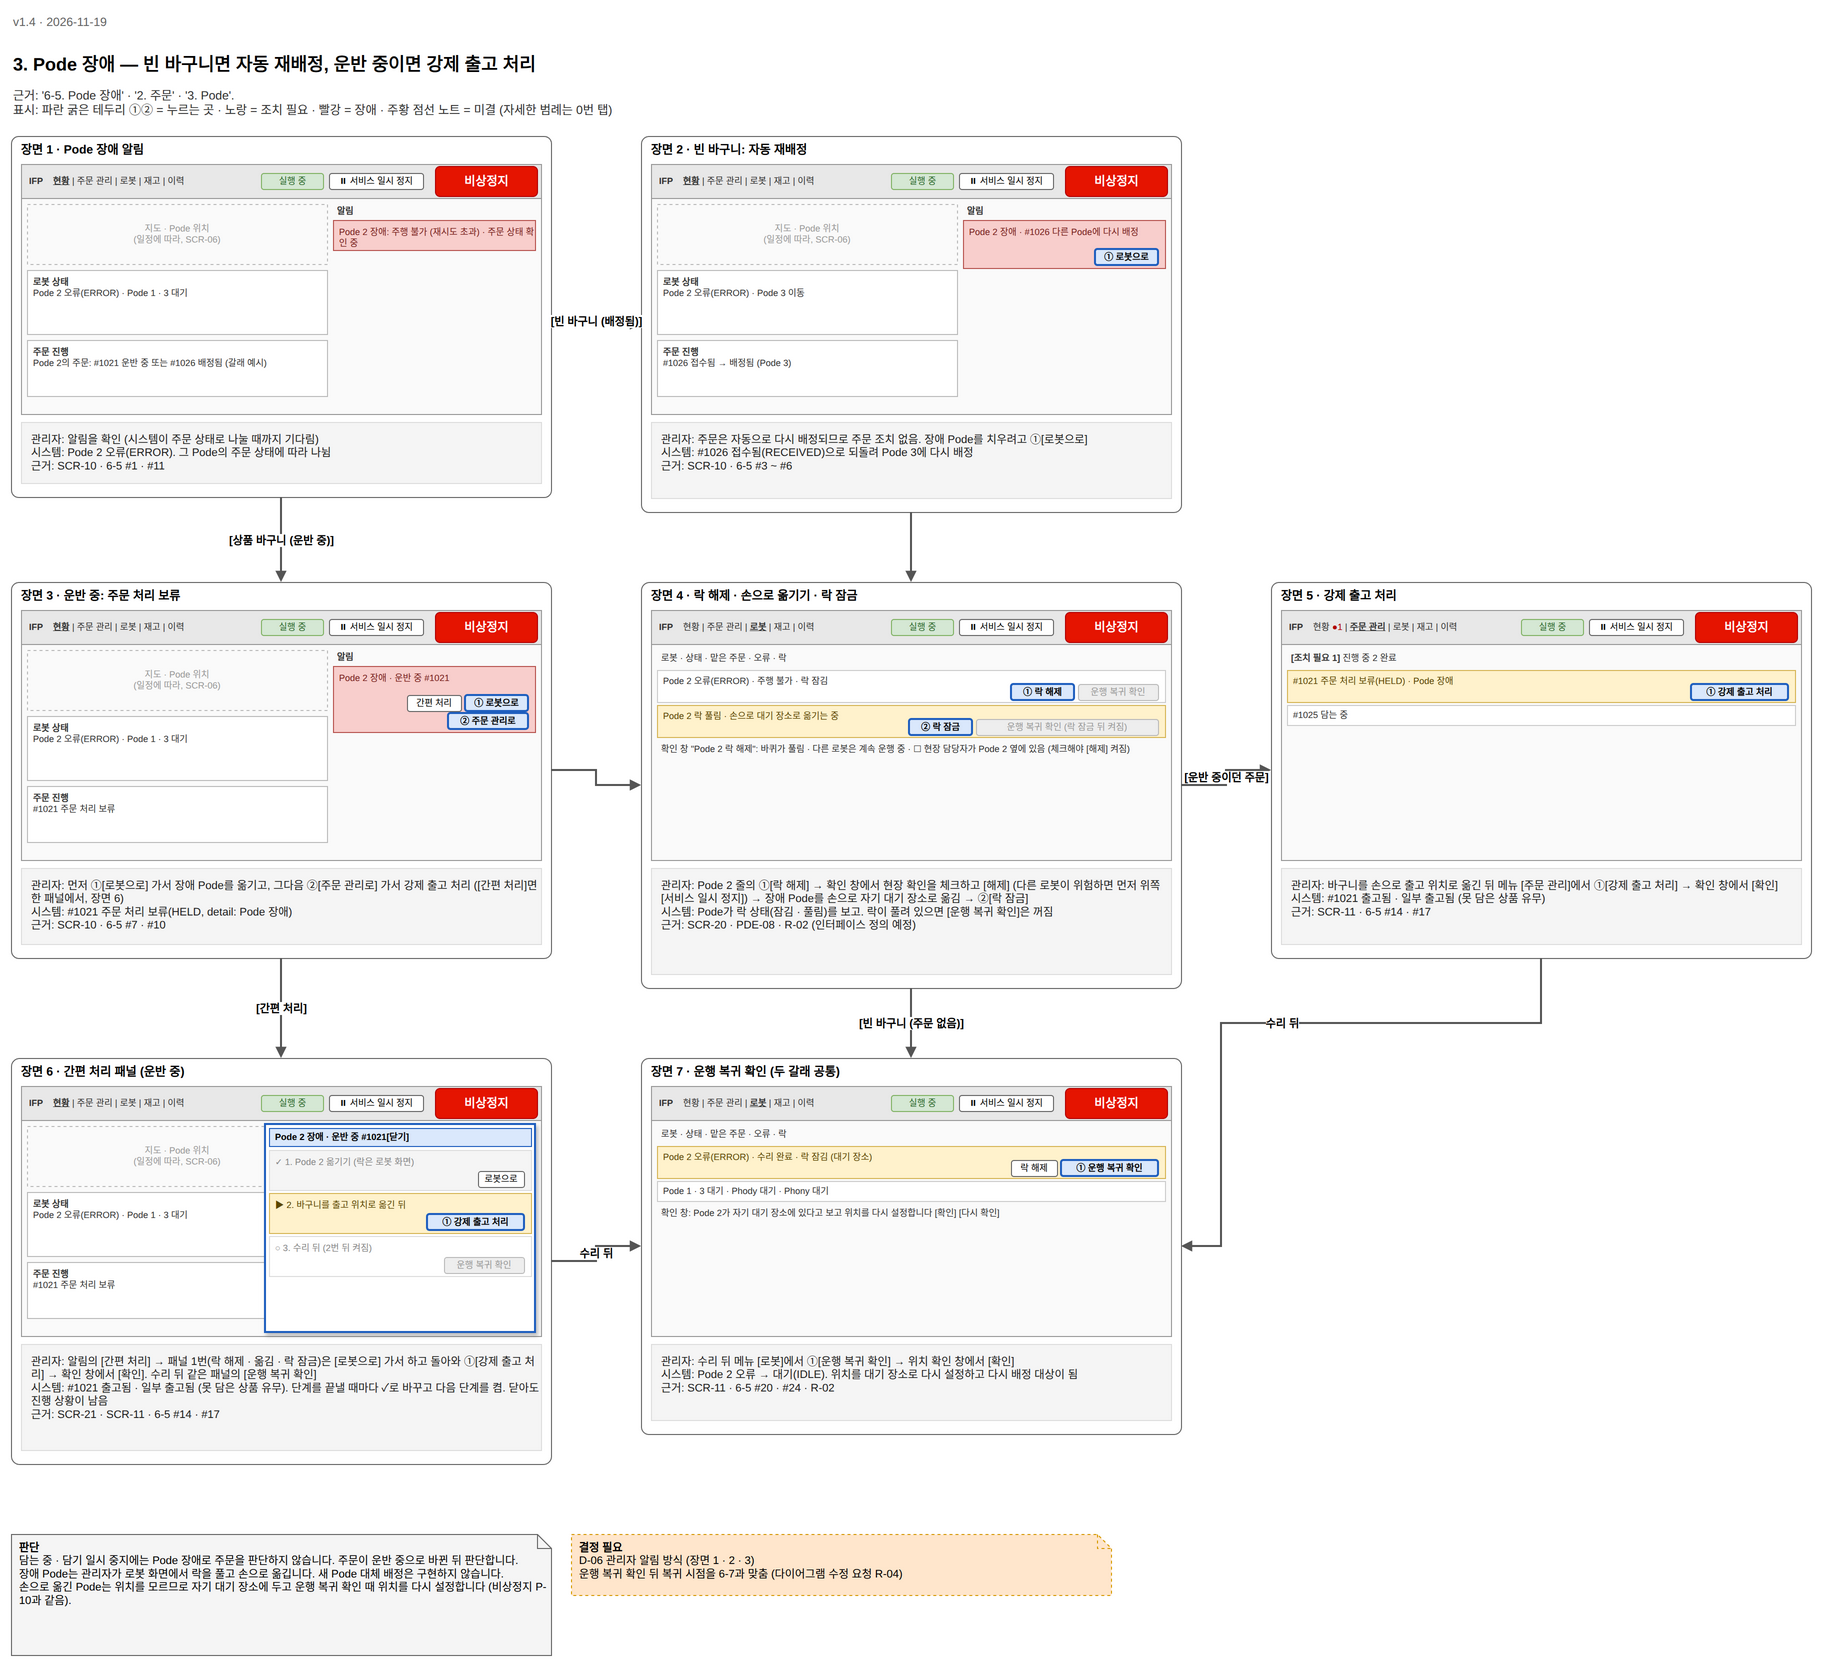 v1.4 · 2026-11-19
3. Pode 장애 — 빈 바구니면 자동 재배정, 운반 중이면 강제 출고 처리
근거: '6-5. Pode 장애' · '2. 주문' · '3. Pode'.
표시: 파란 굵은 테두리 ①② = 누르는 곳 · 노랑 = 조치 필요 · 빨강 = 장애 · 주황 점선 노트 = 미결 (자세한 범례는 0번 탭)
장면 1 · Pode 장애 알림
IFP 현황 | 주문 관리 | 로봇 | 재고 | 이력
실행 중
⏸ 서비스 일시 정지
비상정지
지도 · Pode 위치
(일정에 따라, SCR-06)
알림
Pode 2 장애: 주행 불가 (재시도 초과) · 주문 상태 확
인 중
로봇 상태
Pode 2 오류(ERROR) · Pode 1 · 3 대기
주문 진행
Pode 2의 주문: #1021 운반 중 또는 #1026 배정됨 (갈래 예시)
관리자: 알림을 확인 (시스템이 주문 상태로 나눌 때까지 기다림)
시스템: Pode 2 오류(ERROR). 그 Pode의 주문 상태에 따라 나뉨
근거: SCR-10 · 6-5 #1 · #11
[빈 바구니 (배정됨)]
장면 2 · 빈 바구니: 자동 재배정
IFP 현황 | 주문 관리 | 로봇 | 재고 | 이력
실행 중
⏸ 서비스 일시 정지
비상정지
지도 · Pode 위치
(일정에 따라, SCR-06)
알림
Pode 2 장애 · #1026 다른 Pode에 다시 배정
① 로봇으로
로봇 상태
Pode 2 오류(ERROR) · Pode 3 이동
주문 진행
#1026 접수됨 → 배정됨 (Pode 3)
관리자: 주문은 자동으로 다시 배정되므로 주문 조치 없음. 장애 Pode를 치우려고 ①[로봇으로]
시스템: #1026 접수됨(RECEIVED)으로 되돌려 Pode 3에 다시 배정
근거: SCR-10 · 6-5 #3 ~ #6
[상품 바구니 (운반 중)]
장면 3 · 운반 중: 주문 처리 보류
IFP 현황 | 주문 관리 | 로봇 | 재고 | 이력
실행 중
⏸ 서비스 일시 정지
비상정지
지도 · Pode 위치
(일정에 따라, SCR-06)
알림
Pode 2 장애 · 운반 중 #1021
간편 처리
① 로봇으로
② 주문 관리로
로봇 상태
Pode 2 오류(ERROR) · Pode 1 · 3 대기
주문 진행
#1021 주문 처리 보류
관리자: 먼저 ①[로봇으로] 가서 장애 Pode를 옮기고, 그다음 ②[주문 관리로] 가서 강제 출고 처리 ([간편 처리]면
한 패널에서, 장면 6)
시스템: #1021 주문 처리 보류(HELD, detail: Pode 장애)
근거: SCR-10 · 6-5 #7 · #10
장면 4 · 락 해제 · 손으로 옮기기 · 락 잠금
IFP 현황 | 주문 관리 | 로봇 | 재고 | 이력
실행 중
⏸ 서비스 일시 정지
비상정지
로봇 · 상태 · 맡은 주문 · 오류 · 락
Pode 2 오류(ERROR) · 주행 불가 · 락 잠김
① 락 해제
운행 복귀 확인
Pode 2 락 풀림 · 손으로 대기 장소로 옮기는 중
② 락 잠금
운행 복귀 확인 (락 잠금 뒤 켜짐)
확인 창 "Pode 2 락 해제": 바퀴가 풀림 · 다른 로봇은 계속 운행 중 · ☐ 현장 담당자가 Pode 2 옆에 있음 (체크해야 [해제] 켜짐)
관리자: Pode 2 줄의 ①[락 해제] → 확인 창에서 현장 확인을 체크하고 [해제] (다른 로봇이 위험하면 먼저 위쪽
[서비스 일시 정지]) → 장애 Pode를 손으로 자기 대기 장소로 옮김 → ②[락 잠금]
시스템: Pode가 락 상태(잠김 · 풀림)를 보고. 락이 풀려 있으면 [운행 복귀 확인]은 꺼짐
근거: SCR-20 · PDE-08 · R-02 (인터페이스 정의 예정)
[운반 중이던 주문]
장면 5 · 강제 출고 처리
IFP 현황 ●1 | 주문 관리 | 로봇 | 재고 | 이력
실행 중
⏸ 서비스 일시 정지
비상정지
[조치 필요 1] 진행 중 2 완료
#1021 주문 처리 보류(HELD) · Pode 장애
① 강제 출고 처리
#1025 담는 중
관리자: 바구니를 손으로 출고 위치로 옮긴 뒤 메뉴 [주문 관리]에서 ①[강제 출고 처리] → 확인 창에서 [확인]
시스템: #1021 출고됨 · 일부 출고됨 (못 담은 상품 유무)
근거: SCR-11 · 6-5 #14 · #17
[간편 처리]
[빈 바구니 (주문 없음)]
수리 뒤
장면 6 · 간편 처리 패널 (운반 중)
IFP 현황 | 주문 관리 | 로봇 | 재고 | 이력
실행 중
⏸ 서비스 일시 정지
비상정지
지도 · Pode 위치
(일정에 따라, SCR-06)
로봇 상태
Pode 2 오류(ERROR) · Pode 1 · 3 대기
주문 진행
#1021 주문 처리 보류
Pode 2 장애 · 운반 중 #1021[닫기]
✓ 1. Pode 2 옮기기 (락은 로봇 화면)
로봇으로
▶ 2. 바구니를 출고 위치로 옮긴 뒤
① 강제 출고 처리
○ 3. 수리 뒤 (2번 뒤 켜짐)
운행 복귀 확인
관리자: 알림의 [간편 처리] → 패널 1번(락 해제 · 옮김 · 락 잠금)은 [로봇으로] 가서 하고 돌아와 ①[강제 출고 처
리] → 확인 창에서 [확인]. 수리 뒤 같은 패널의 [운행 복귀 확인]
시스템: #1021 출고됨 · 일부 출고됨 (못 담은 상품 유무). 단계를 끝낼 때마다 ✓로 바꾸고 다음 단계를 켬. 닫아도
진행 상황이 남음
근거: SCR-21 · SCR-11 · 6-5 #14 · #17
수리 뒤
장면 7 · 운행 복귀 확인 (두 갈래 공통)
IFP 현황 | 주문 관리 | 로봇 | 재고 | 이력
실행 중
⏸ 서비스 일시 정지
비상정지
로봇 · 상태 · 맡은 주문 · 오류 · 락
Pode 2 오류(ERROR) · 수리 완료 · 락 잠김 (대기 장소)
락 해제
① 운행 복귀 확인
Pode 1 · 3 대기 · Phody 대기 · Phony 대기
확인 창: Pode 2가 자기 대기 장소에 있다고 보고 위치를 다시 설정합니다 [확인] [다시 확인]
관리자: 수리 뒤 메뉴 [로봇]에서 ①[운행 복귀 확인] → 위치 확인 창에서 [확인]
시스템: Pode 2 오류 → 대기(IDLE). 위치를 대기 장소로 다시 설정하고 다시 배정 대상이 됨
근거: SCR-11 · 6-5 #20 · #24 · R-02
판단
담는 중 · 담기 일시 중지에는 Pode 장애로 주문을 판단하지 않습니다. 주문이 운반 중으로 바뀐 뒤 판단합니다.
장애 Pode는 관리자가 로봇 화면에서 락을 풀고 손으로 옮깁니다. 새 Pode 대체 배정은 구현하지 않습니다.
손으로 옮긴 Pode는 위치를 모르므로 자기 대기 장소에 두고 운행 복귀 확인 때 위치를 다시 설정합니다 (비상정지 P-
10과 같음).
결정 필요
D-06 관리자 알림 방식 (장면 1 · 2 · 3)
운행 복귀 확인 뒤 복귀 시점을 6-7과 맞춤 (다이어그램 수정 요청 R-04)